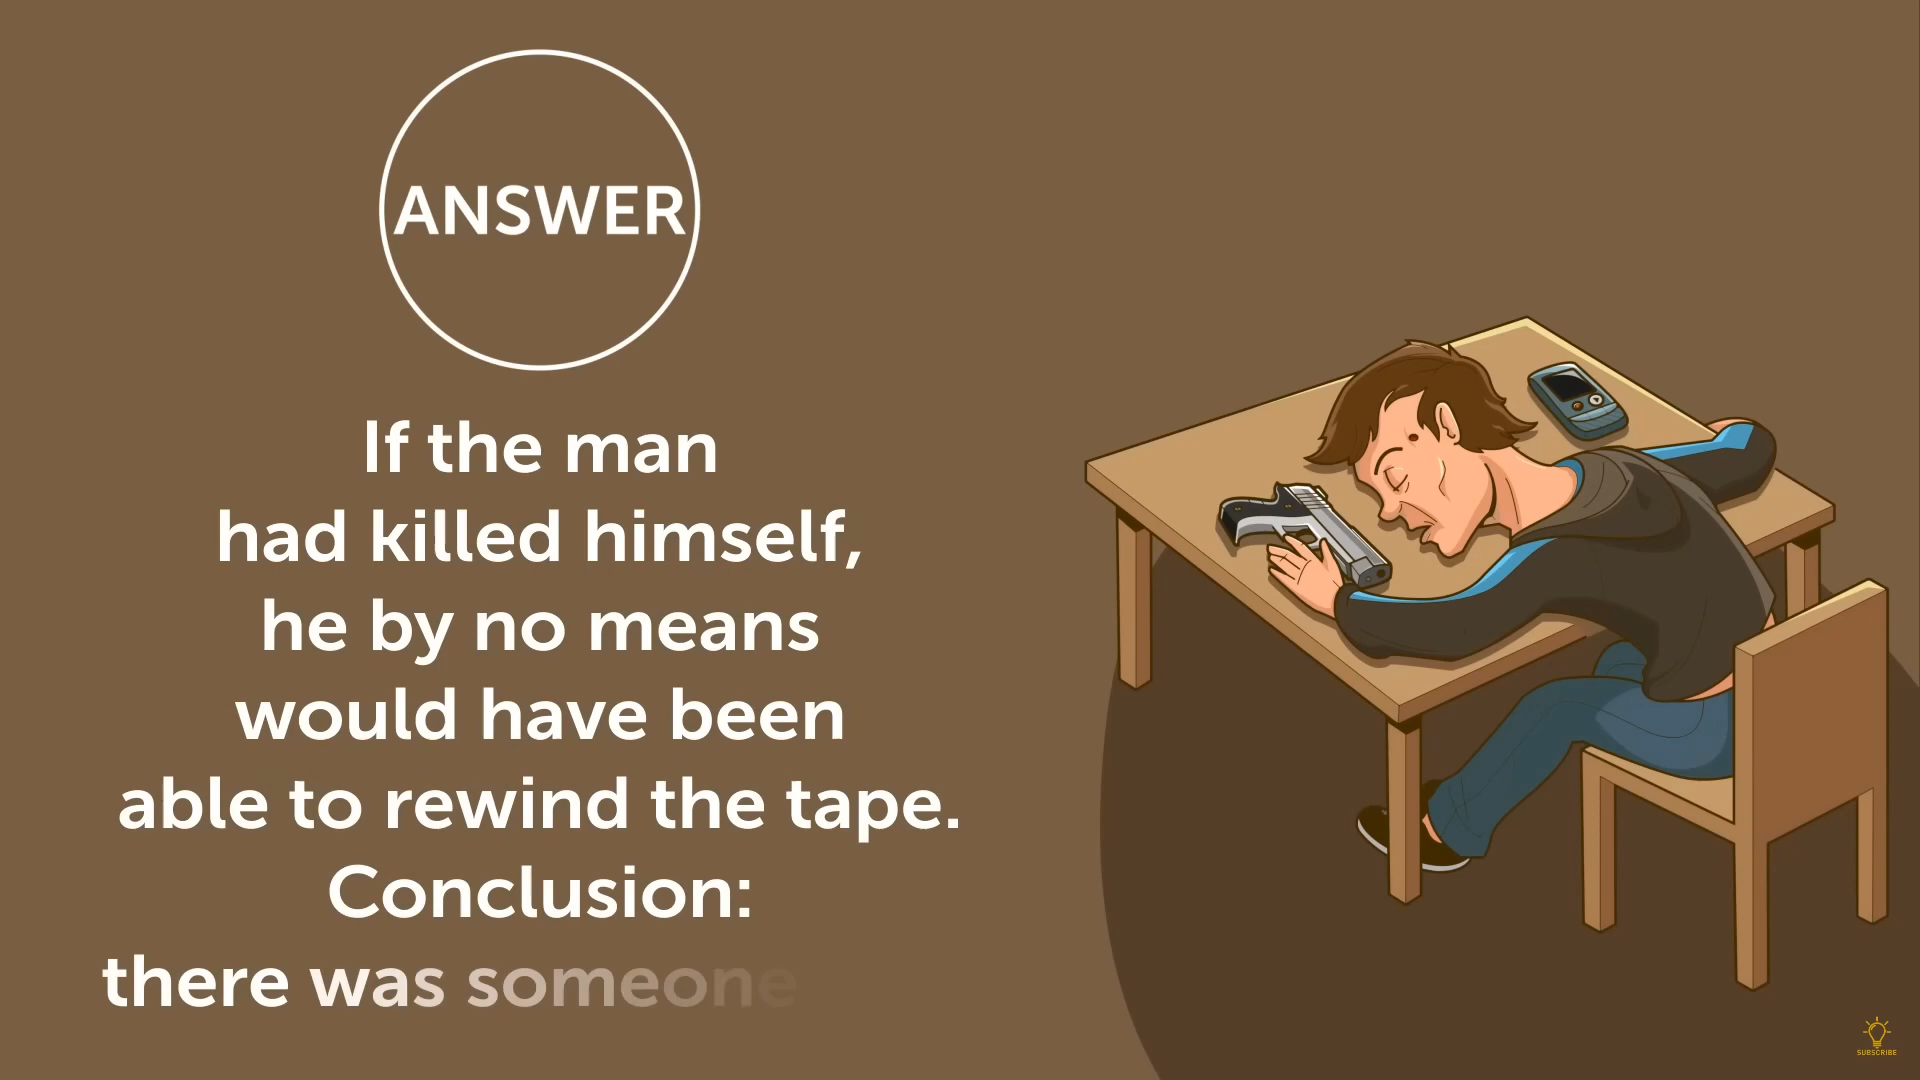 ANSWER
If the man
had killed himself,
he by no means
would have been
able to rewind the tape.
Conclusion:
there was someone
SUBSCRIBE